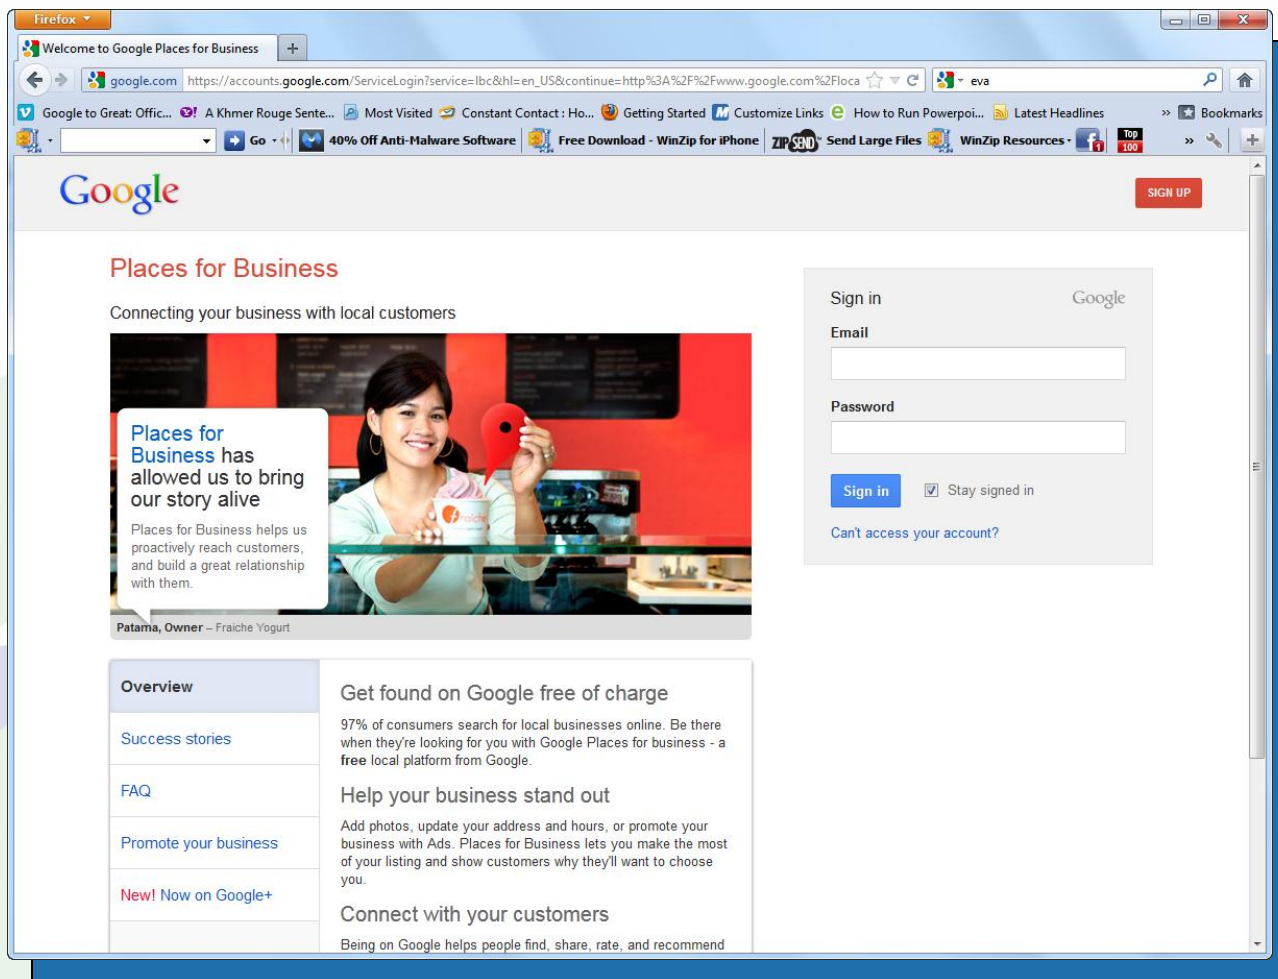 Firefox
Welcome to Google Places for Business
google.com https://accounts.google.com/ServiceLogin?service=lbc&hl=en_US&continue=http%3A%2F%2Fwww.google.com%2Floca
eva
Google to Great: Offic... A Khmer Rouge Sente... Most Visited Constant Contact : Ho... Getting Started Customize Links How to Run Powerpoi... Latest Headlines » Bookmarks
Go 40% Off Anti-Malware Software Free Download - WinZip for iPhone ZIPSEND Send Large Files WinZip Resources Top 100 »
Google
SIGN UP
Places for Business
Connecting your business with local customers
Places for
Business has
allowed us to bring
our story alive
Places for Business helps us
proactively reach customers,
and build a great relationship
with them.
fraiche
Patama, Owner – Fraiche Yogurt
Sign in Google
Email
Password
Sign in Stay signed in
Can't access your account?
Overview
Success stories
FAQ
Promote your business
New! Now on Google+
Get found on Google free of charge
97% of consumers search for local businesses online. Be there
when they're looking for you with Google Places for business - a
free local platform from Google.
Help your business stand out
Add photos, update your address and hours, or promote your
business with Ads. Places for Business lets you make the most
of your listing and show customers why they'll want to choose
you.
Connect with your customers
Being on Google helps people find, share, rate, and recommend